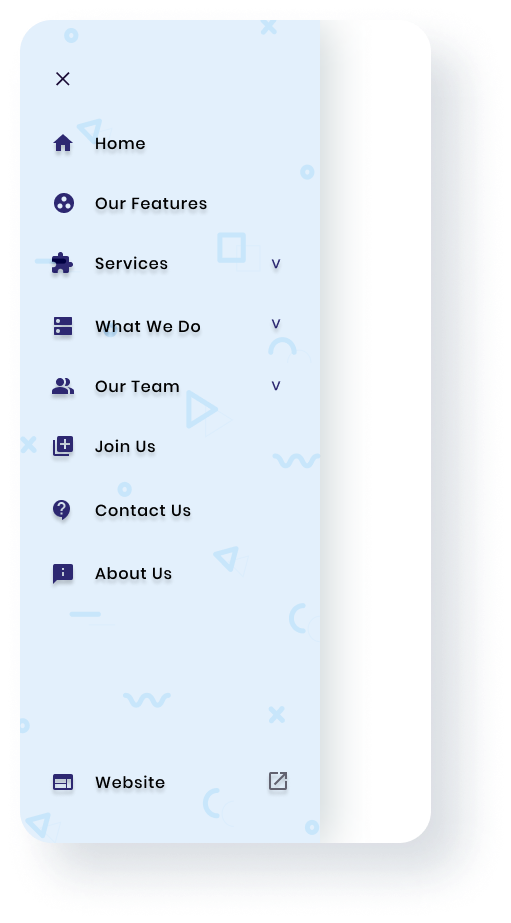 Home
Our Features
Services
What We Do
Our Team
Join Us
Contact Us
About Us
Website